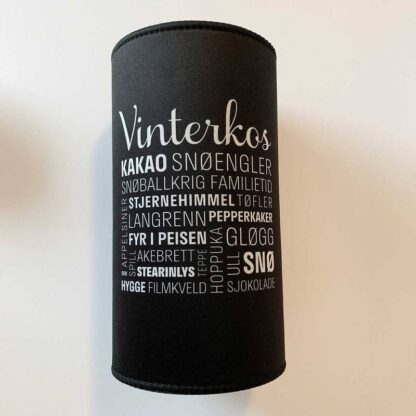 Vinterkos
KAKAO SNØENGLER
SNØBALLKRIG FAMILIETID
STJERNEHIMMEL TØFLER
LANGRENN PEPPERKAKER
APPELSINER
FYR I PEISEN
HOPPUKA
GLØGG
SPILL
AKEBRETT
TEPPE
ULL
SNØ
BOK
STEARINLYS
HYGGE FILMKVELD SJOKOLADE